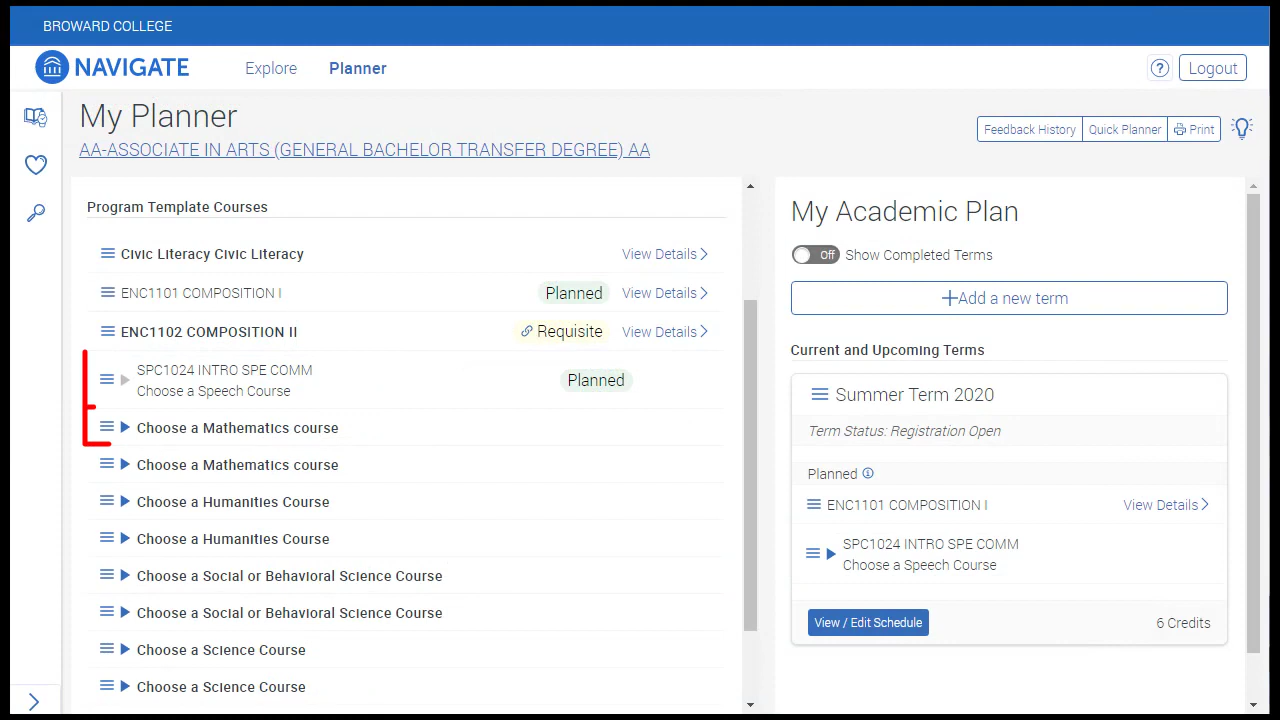 BROWARD COLLEGE
NAVIGATE
Explore
Planner
?
Logout
My Planner
AA-ASSOCIATE IN ARTS (GENERAL BACHELOR TRANSFER DEGREE) AA
Feedback History
Quick Planner
Print
Program Template Courses
Civic Literacy Civic Literacy
View Details
ENC1101 COMPOSITION I
Planned
View Details
ENC1102 COMPOSITION II
Requisite
View Details
SPC1024 INTRO SPE COMM
Choose a Speech Course
Planned
Choose a Mathematics course
Choose a Mathematics course
Choose a Humanities Course
Choose a Humanities Course
Choose a Social or Behavioral Science Course
Choose a Social or Behavioral Science Course
Choose a Science Course
Choose a Science Course
My Academic Plan
Off
Show Completed Terms
+Add a new term
Current and Upcoming Terms
Summer Term 2020
Term Status: Registration Open
Planned
ENC1101 COMPOSITION I
View Details
SPC1024 INTRO SPE COMM
Choose a Speech Course
View / Edit Schedule
6 Credits